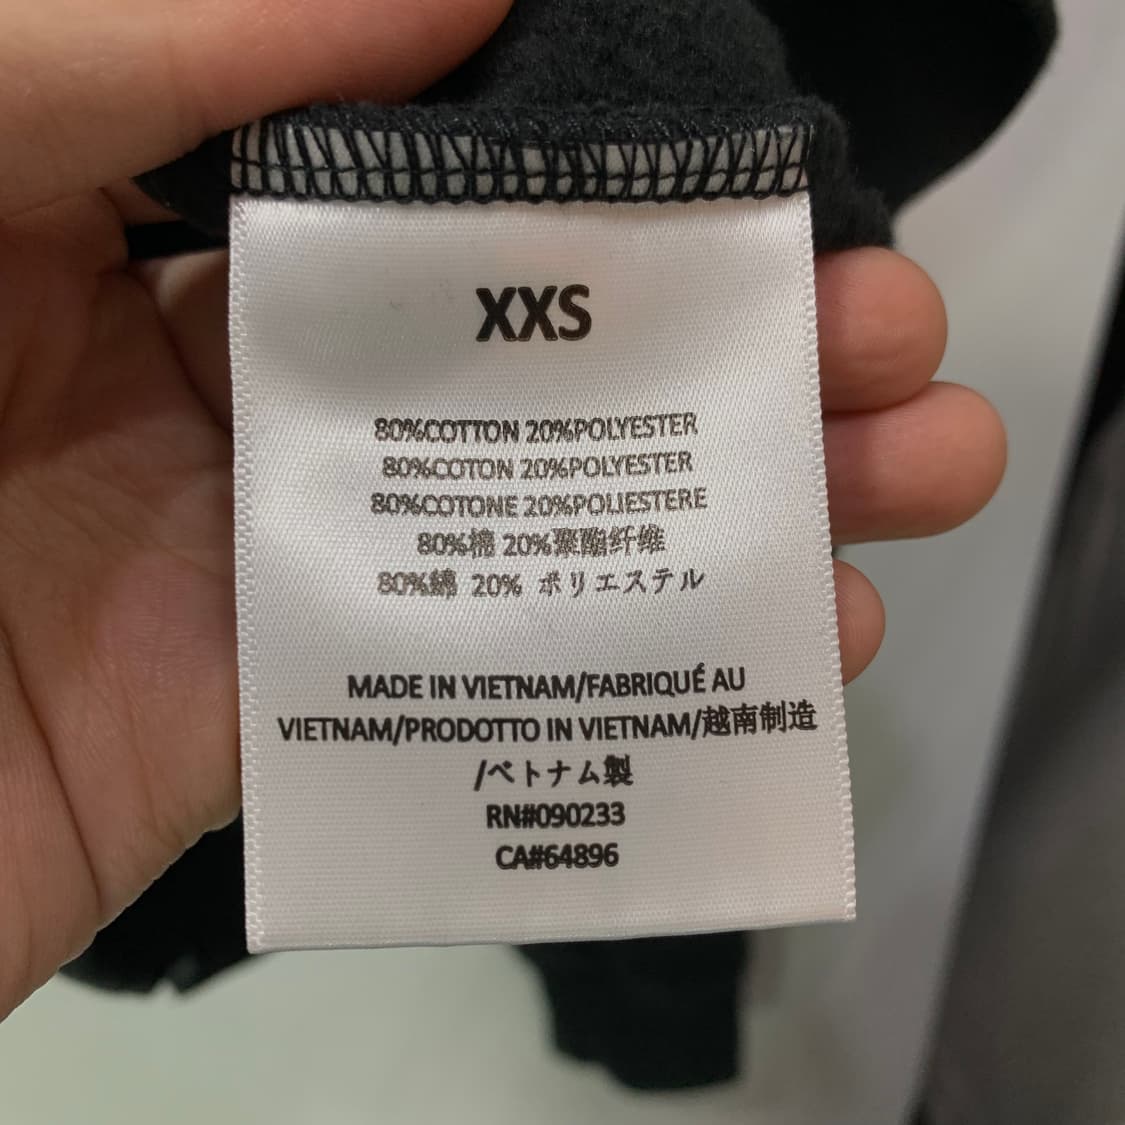 XXS
80%COTTON 20%POLYESTER
80%COTON 20%POLYESTER
80%COTONE 20%POLIESTERE
80%棉 20%聚酯纤维
80%綿 20% ポリエステル
MADE IN VIETNAM/FABRIQUÉ AU
VIETNAM/PRODOTTO IN VIETNAM/越南制造
/ベトナム製
RN#090233
CA#64896